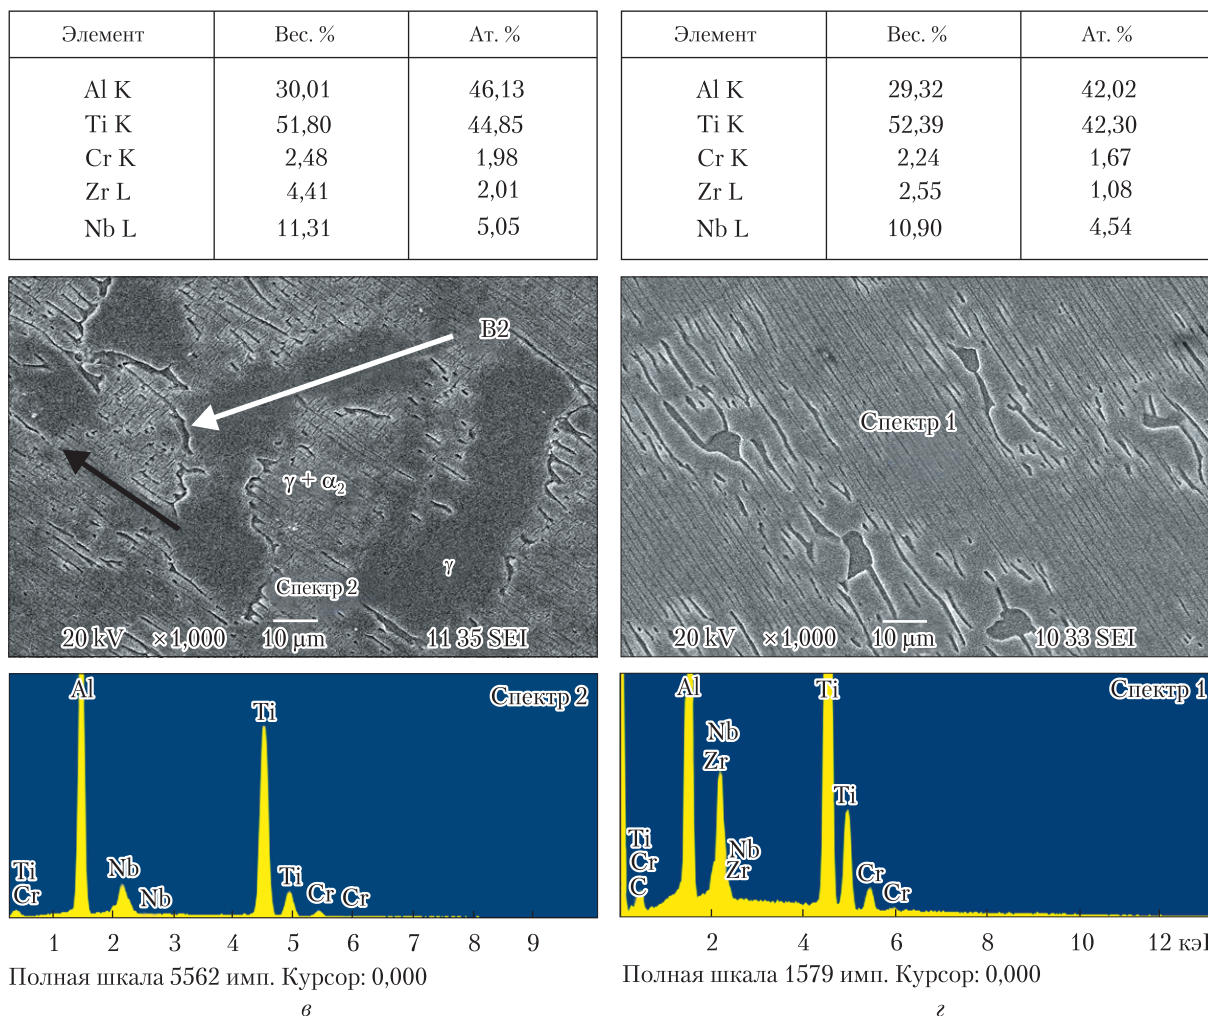 Элемент Вес. % Ат. %
Al K 30,01 46,13
Ti K 51,80 44,85
Cr K 2,48 1,98
Zr L 4,41 2,01
Nb L 11,31 5,05
Элемент Вес. % Ат. %
Al K 29,32 42,02
Ti K 52,39 42,30
Cr K 2,24 1,67
Zr L 2,55 1,08
Nb L 10,90 4,54
B2
γ + α₂
γ
Спектр 2
20 kV × 1,000 10 μm 11 35 SEI
Спектр 1
20 kV × 1,000 10 μm 10 33 SEI
Al
Спектр 2
Ti
Ti
Cr
Nb
Nb
Ti
Cr
Cr
1 2 3 4 5 6 7 8 9
Полная шкала 5562 имп. Курсор: 0,000
в
Al
Ti
Спектр 1
Nb
Zr
Ti
Ti
Cr
C
Nb
Zr
Cr
Cr
2 4 6 8 10 12
Полная шкала 1579 имп. Курсор: 0,000
г